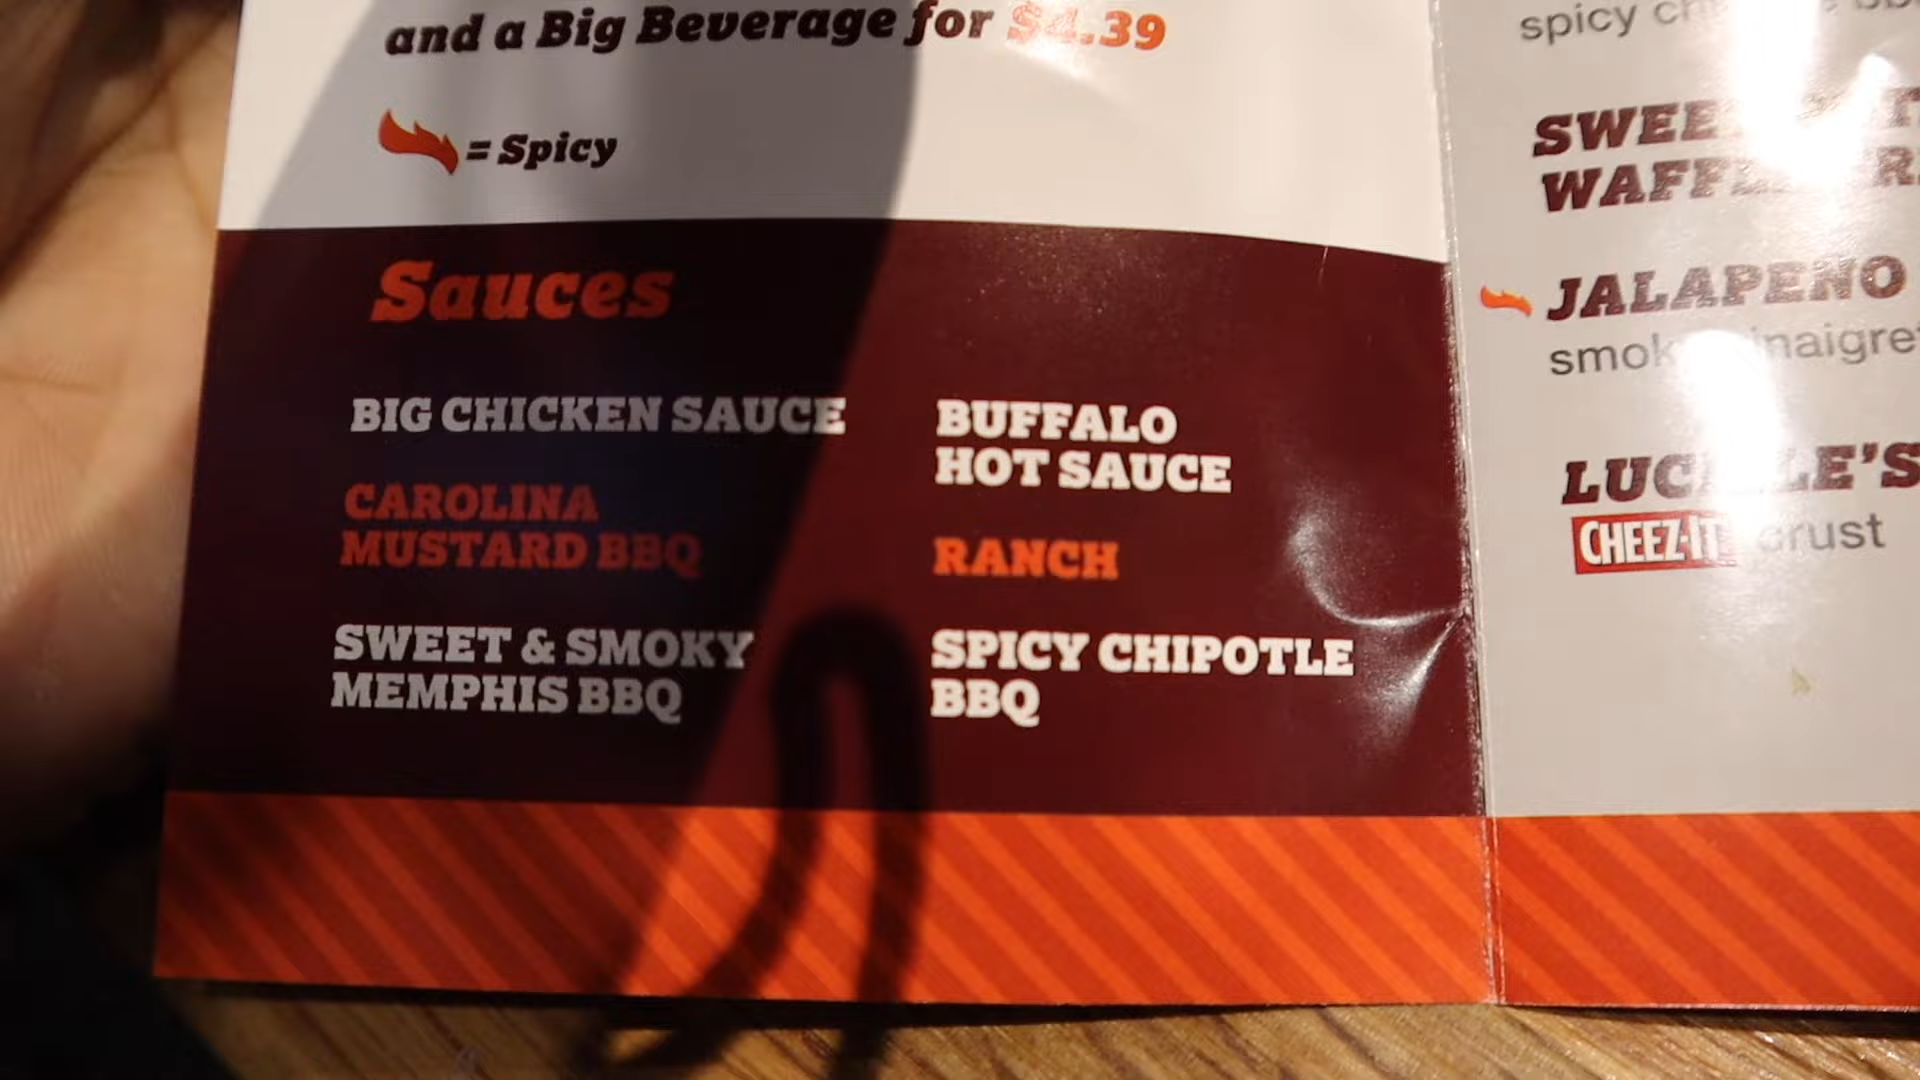 and a Big Beverage for $4.39
= Spicy
Sauces
BIG CHICKEN SAUCE
CAROLINA
MUSTARD BBQ
SWEET & SMOKY
MEMPHIS BBQ
BUFFALO
HOT SAUCE
RANCH
SPICY CHIPOTLE
BBQ
spicy
JALAPENO
CHEEZ-IT crust